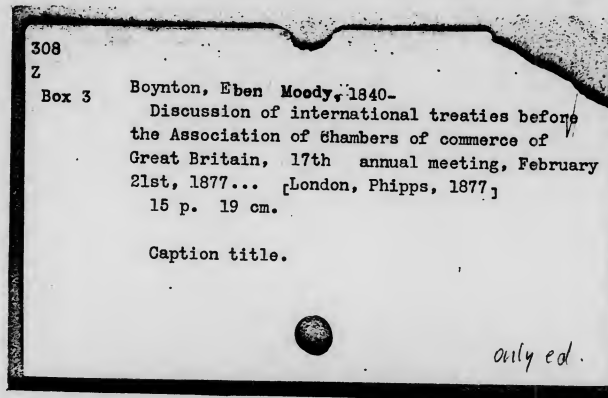 308
Z
Box 3
Boynton, Eben Moody, 1840-
Discussion of international treaties before
the Association of Chambers of commerce of
Great Britain, 17th annual meeting, February
21st, 1877... [London, Phipps, 1877]
15 p. 19 cm.
Caption title.
only ed.